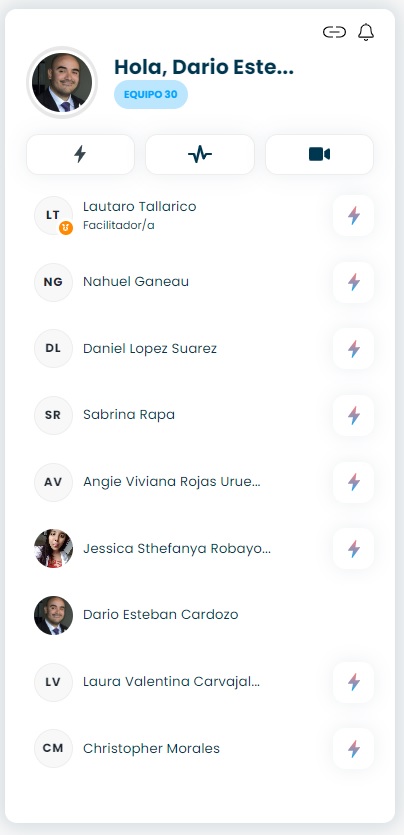 Hola, Dario Este...
EQUIPO 30
LT
Lautaro Tallarico
Facilitador/a
NG
Nahuel Ganeau
DL
Daniel Lopez Suarez
SR
Sabrina Rapa
AV
Angie Viviana Rojas Urue...
Jessica Sthefanya Robayo...
Dario Esteban Cardozo
LV
Laura Valentina Carvajal...
CM
Christopher Morales